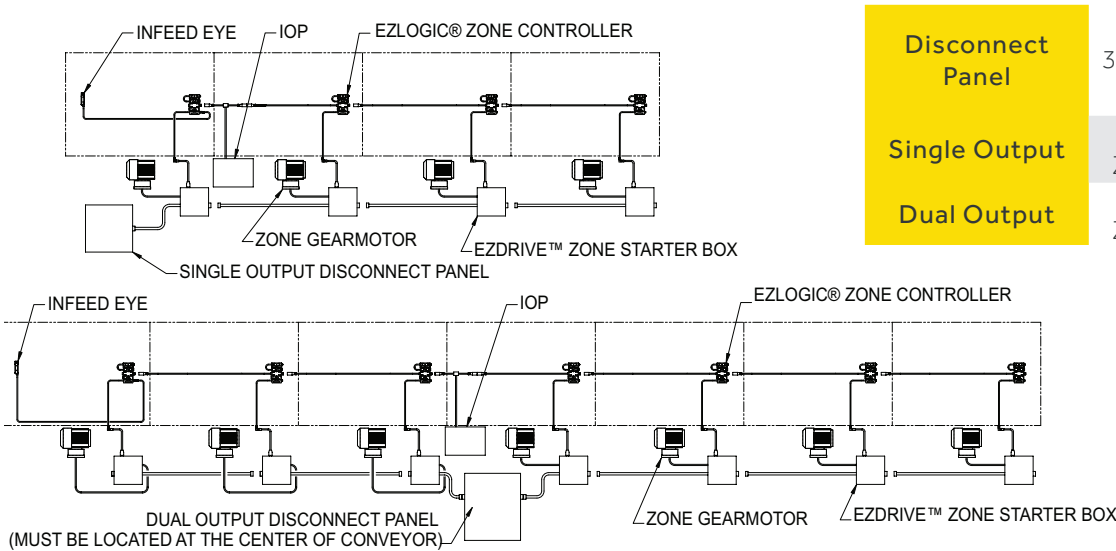 INFEED EYE
IOP
EZLOGIC® ZONE CONTROLLER
ZONE GEARMOTOR
EZDRIVE™ ZONE STARTER BOX
SINGLE OUTPUT DISCONNECT PANEL
Disconnect
Panel
3
Single Output
Dual Output
INFEED EYE
IOP
EZLOGIC® ZONE CONTROLLER
DUAL OUTPUT DISCONNECT PANEL
(MUST BE LOCATED AT THE CENTER OF CONVEYOR)
ZONE GEARMOTOR
EZDRIVE™ ZONE STARTER BOX